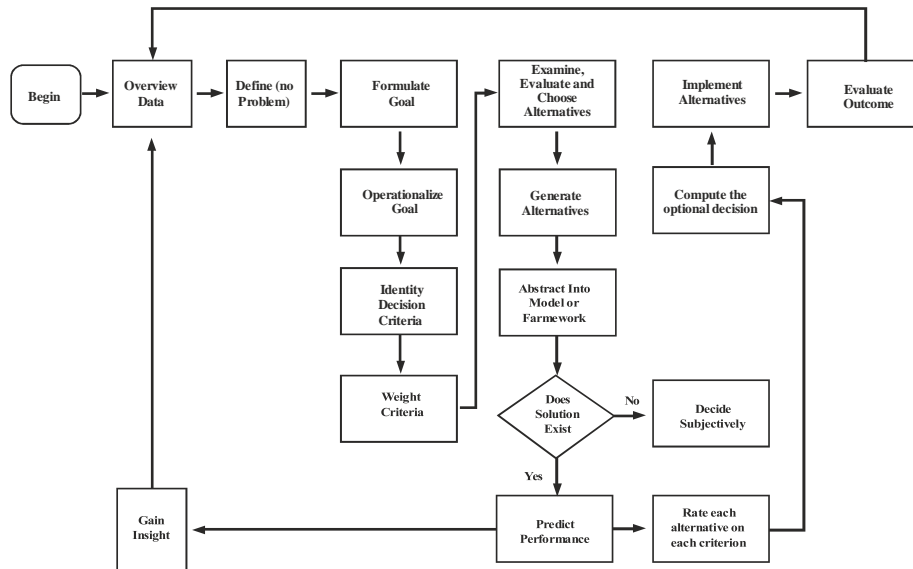 Begin
Overview
Data
Define (no
Problem)
Formulate
Goal
Examine,
Evaluate and
Choose
Alternatives
Implement
Alternatives
Evaluate
Outcome
Operationalize
Goal
Generate
Alternatives
Compute the
optional decision
Identity
Decision
Criteria
Abstract Into
Model or
Farmework
Weight
Criteria
Does
Solution
Exist
No
Decide
Subjectively
Yes
Gain
Insight
Predict
Performance
Rate each
alternative on
each criterion